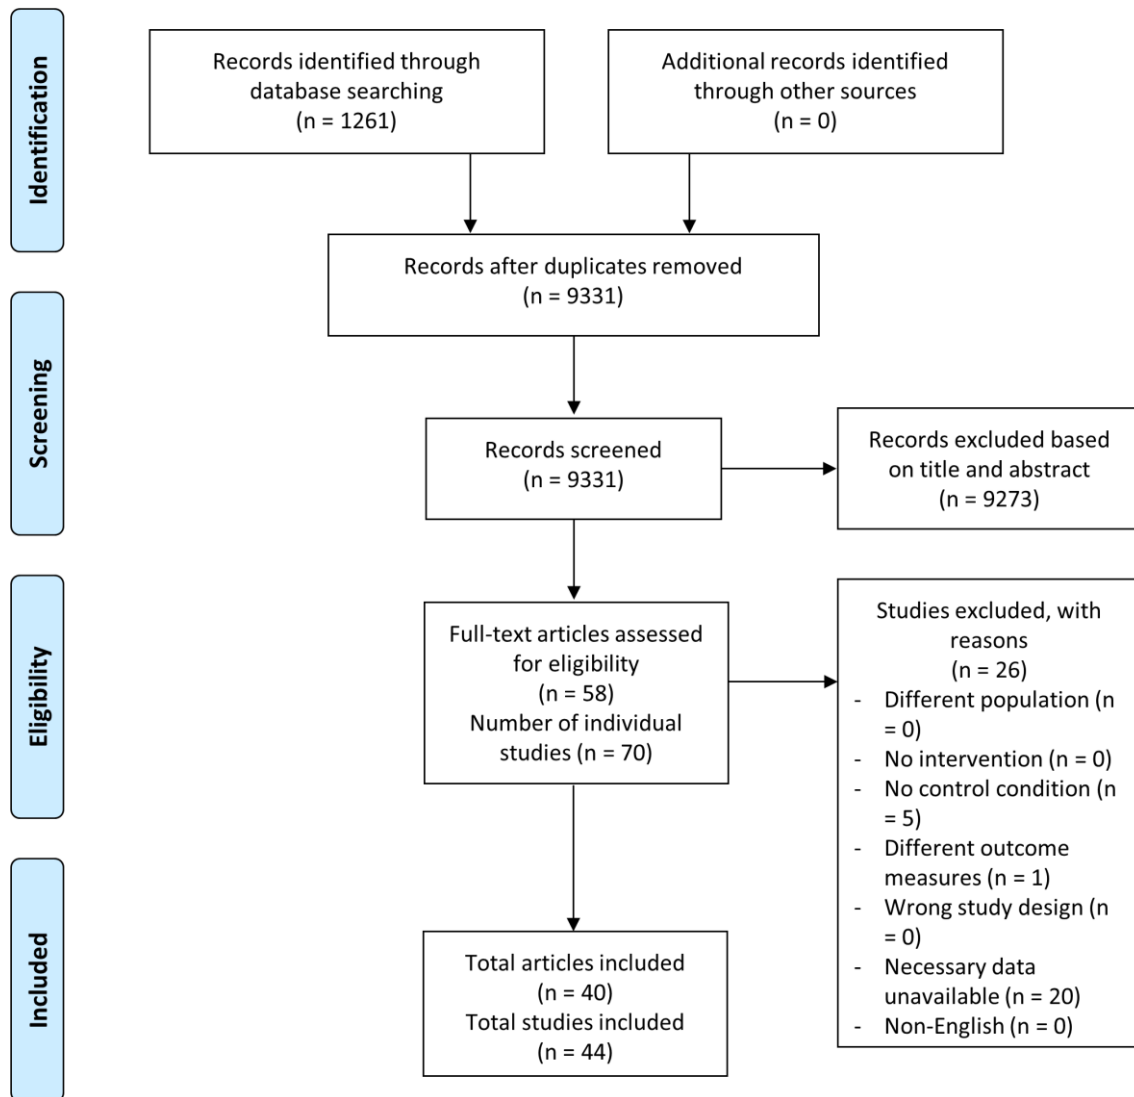 Identification
Records identified through
database searching
(n = 1261)
Additional records identified
through other sources
(n = 0)
Records after duplicates removed
(n = 9331)
Screening
Records screened
(n = 9331)
Records excluded based
on title and abstract
(n = 9273)
Eligibility
Full-text articles assessed
for eligibility
(n = 58)
Number of individual
studies (n = 70)
Studies excluded, with
reasons
(n = 26)
- Different population (n
= 0)
- No intervention (n = 0)
- No control condition (n
= 5)
- Different outcome
measures (n = 1)
- Wrong study design (n
= 0)
- Necessary data
unavailable (n = 20)
- Non-English (n = 0)
Included
Total articles included
(n = 40)
Total studies included
(n = 44